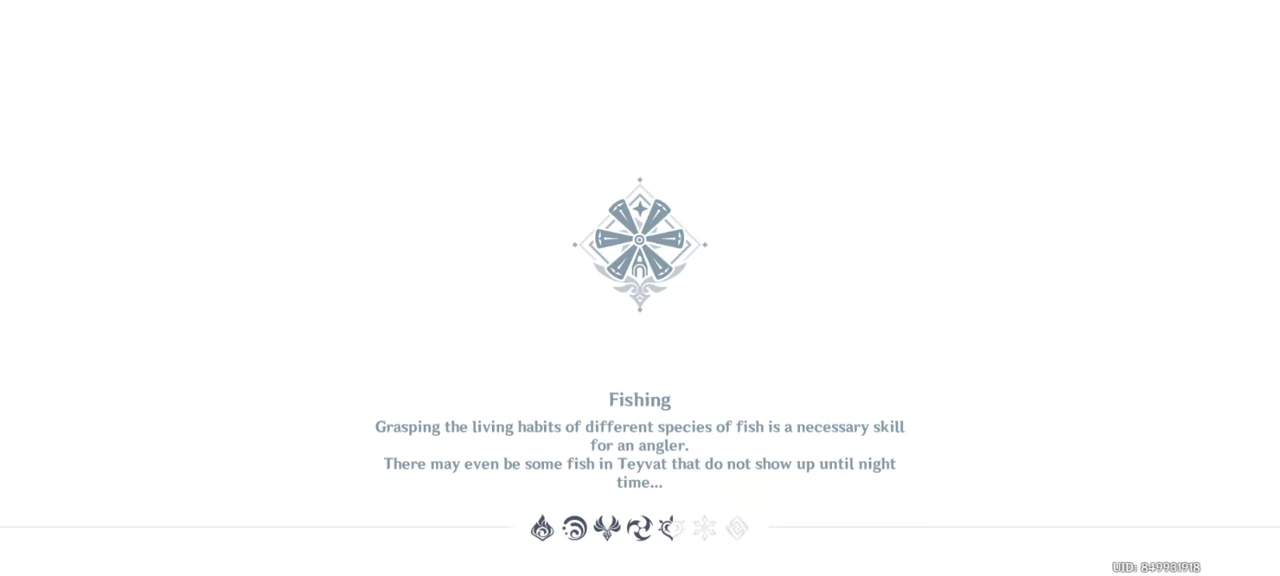 Fishing
Grasping the living habits of different species of fish is a necessary skill
for an angler.
There may even be some fish in Teyvat that do not show up until night
time...
UID: 849931918